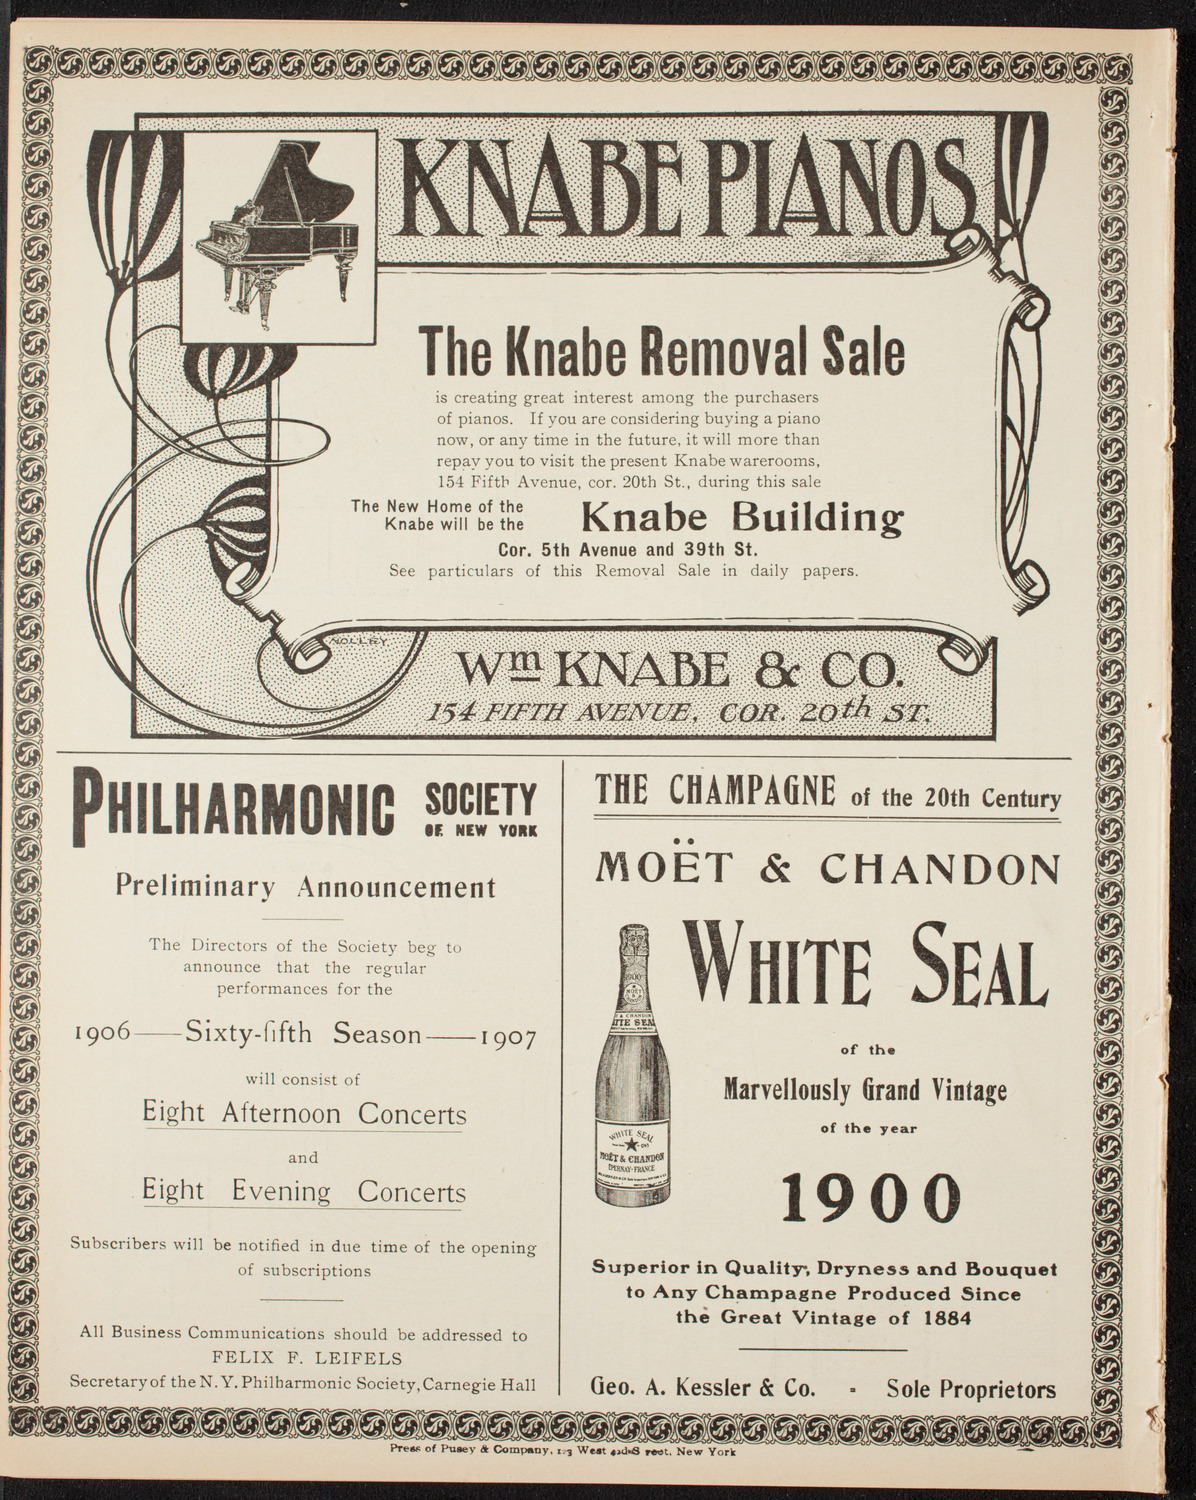 KNABE PIANOS
The Knabe Removal Sale
is creating great interest among the purchasers
of pianos. If you are considering buying a piano
now, or any time in the future, it will more than
repay you to visit the present Knabe warerooms,
154 Fifth Avenue, cor. 20th St., during this sale
The New Home of the
Knabe will be the
Knabe Building
Cor. 5th Avenue and 39th St.
See particulars of this Removal Sale in daily papers.
Wm KNABE & CO.
154 FIFTH AVENUE, COR. 20th ST.
PHILHARMONIC SOCIETY
OF NEW YORK
Preliminary Announcement
The Directors of the Society beg to
announce that the regular
performances for the
1906—Sixty-fifth Season—1907
will consist of
Eight Afternoon Concerts
and
Eight Evening Concerts
Subscribers will be notified in due time of the opening
of subscriptions
All Business Communications should be addressed to
FELIX F. LEIFELS
Secretary of the N. Y. Philharmonic Society, Carnegie Hall
THE CHAMPAGNE of the 20th Century
MOËT & CHANDON
WHITE SEAL
of the
Marvellously Grand Vintage
of the year
1900
WHITE SEAL
MOËT & CHANDON
EPERNAY-FRANCE
Superior in Quality, Dryness and Bouquet
to Any Champagne Produced Since
the Great Vintage of 1884
Geo. A. Kessler & Co. - Sole Proprietors
Press of Pusey & Company, West New York